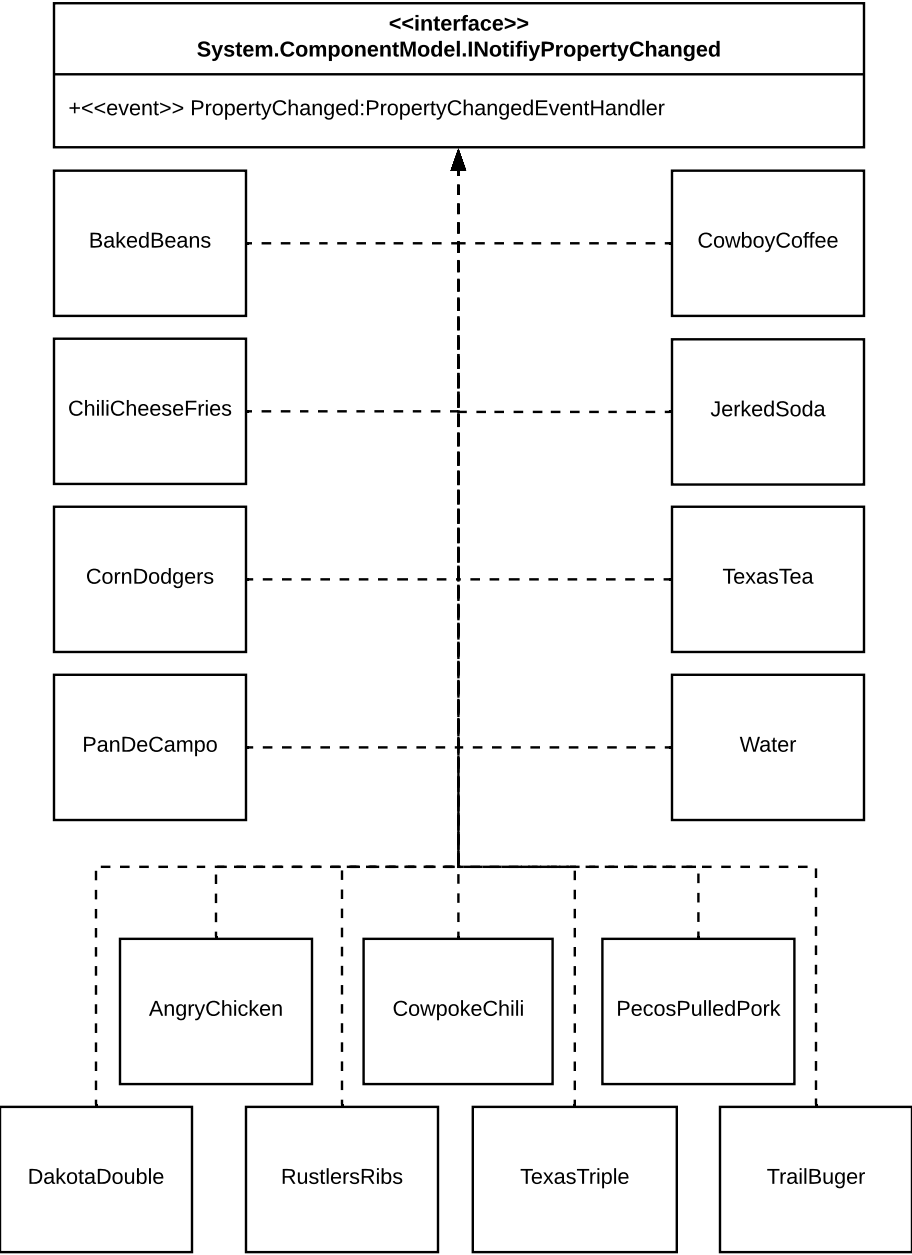 <<interface>>
System.ComponentModel.INotifiyPropertyChanged
+<<event>> PropertyChanged:PropertyChangedEventHandler
BakedBeans
CowboyCoffee
ChiliCheeseFries
JerkedSoda
CornDodgers
TexasTea
PanDeCampo
Water
AngryChicken
CowpokeChili
PecosPulledPork
DakotaDouble
RustlersRibs
TexasTriple
TrailBuger